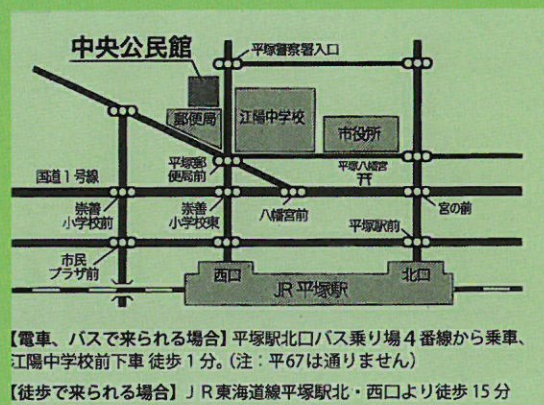 中央公民館
平塚警察署入口
郵便局
江陽中学校
市役所
平塚郵
便局前
平塚八幡宮
国道1号線
崇善
小学校前
崇善
小学校東
八幡宮前
宮の前
平塚駅前
市民
プラザ前
西口
北口
JR 平塚駅
【電車、バスで来られる場合】平塚駅北口バス乗り場4番線から乗車、
江陽中学校前下車 徒歩1分。(注：平67は通りません)
【徒歩で来られる場合】JR東海道線平塚駅北・西口より徒歩15分